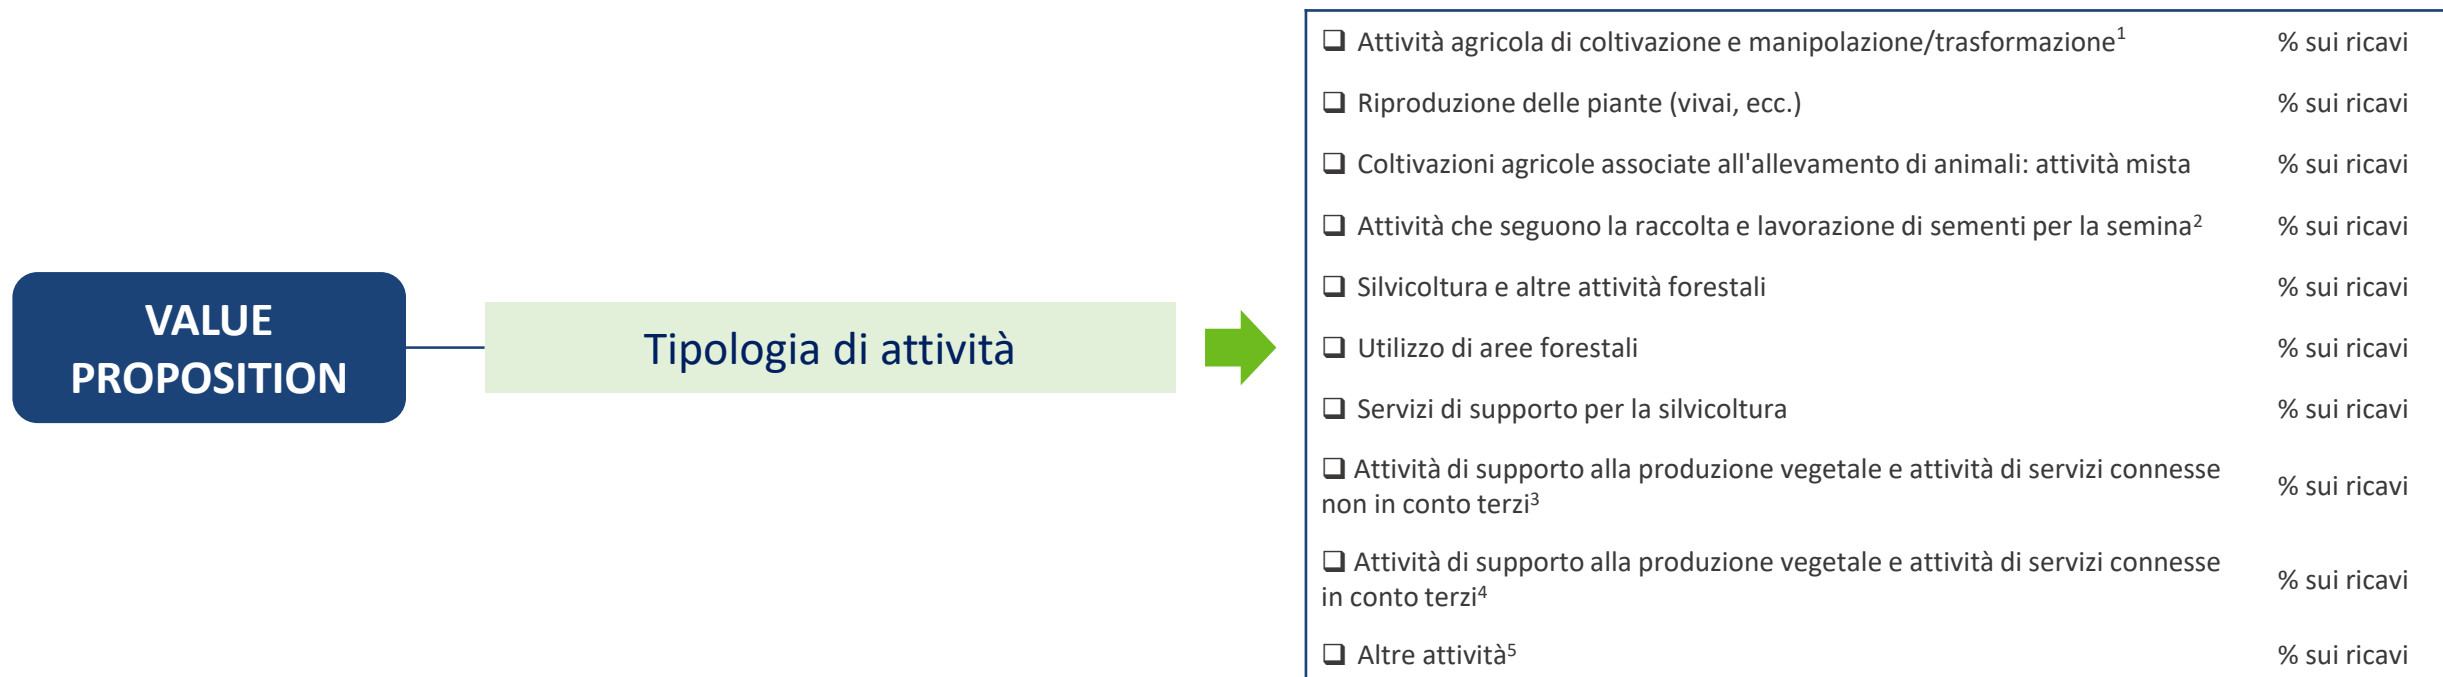 VALUE
PROPOSITION
Tipologia di attività
❑ Attività agricola di coltivazione e manipolazione/trasformazione¹ % sui ricavi
❑ Riproduzione delle piante (vivai, ecc.) % sui ricavi
❑ Coltivazioni agricole associate all'allevamento di animali: attività mista % sui ricavi
❑ Attività che seguono la raccolta e lavorazione di sementi per la semina² % sui ricavi
❑ Silvicoltura e altre attività forestali % sui ricavi
❑ Utilizzo di aree forestali % sui ricavi
❑ Servizi di supporto per la silvicoltura % sui ricavi
❑ Attività di supporto alla produzione vegetale e attività di servizi connesse
non in conto terzi³ % sui ricavi
❑ Attività di supporto alla produzione vegetale e attività di servizi connesse
in conto terzi⁴ % sui ricavi
❑ Altre attività⁵ % sui ricavi